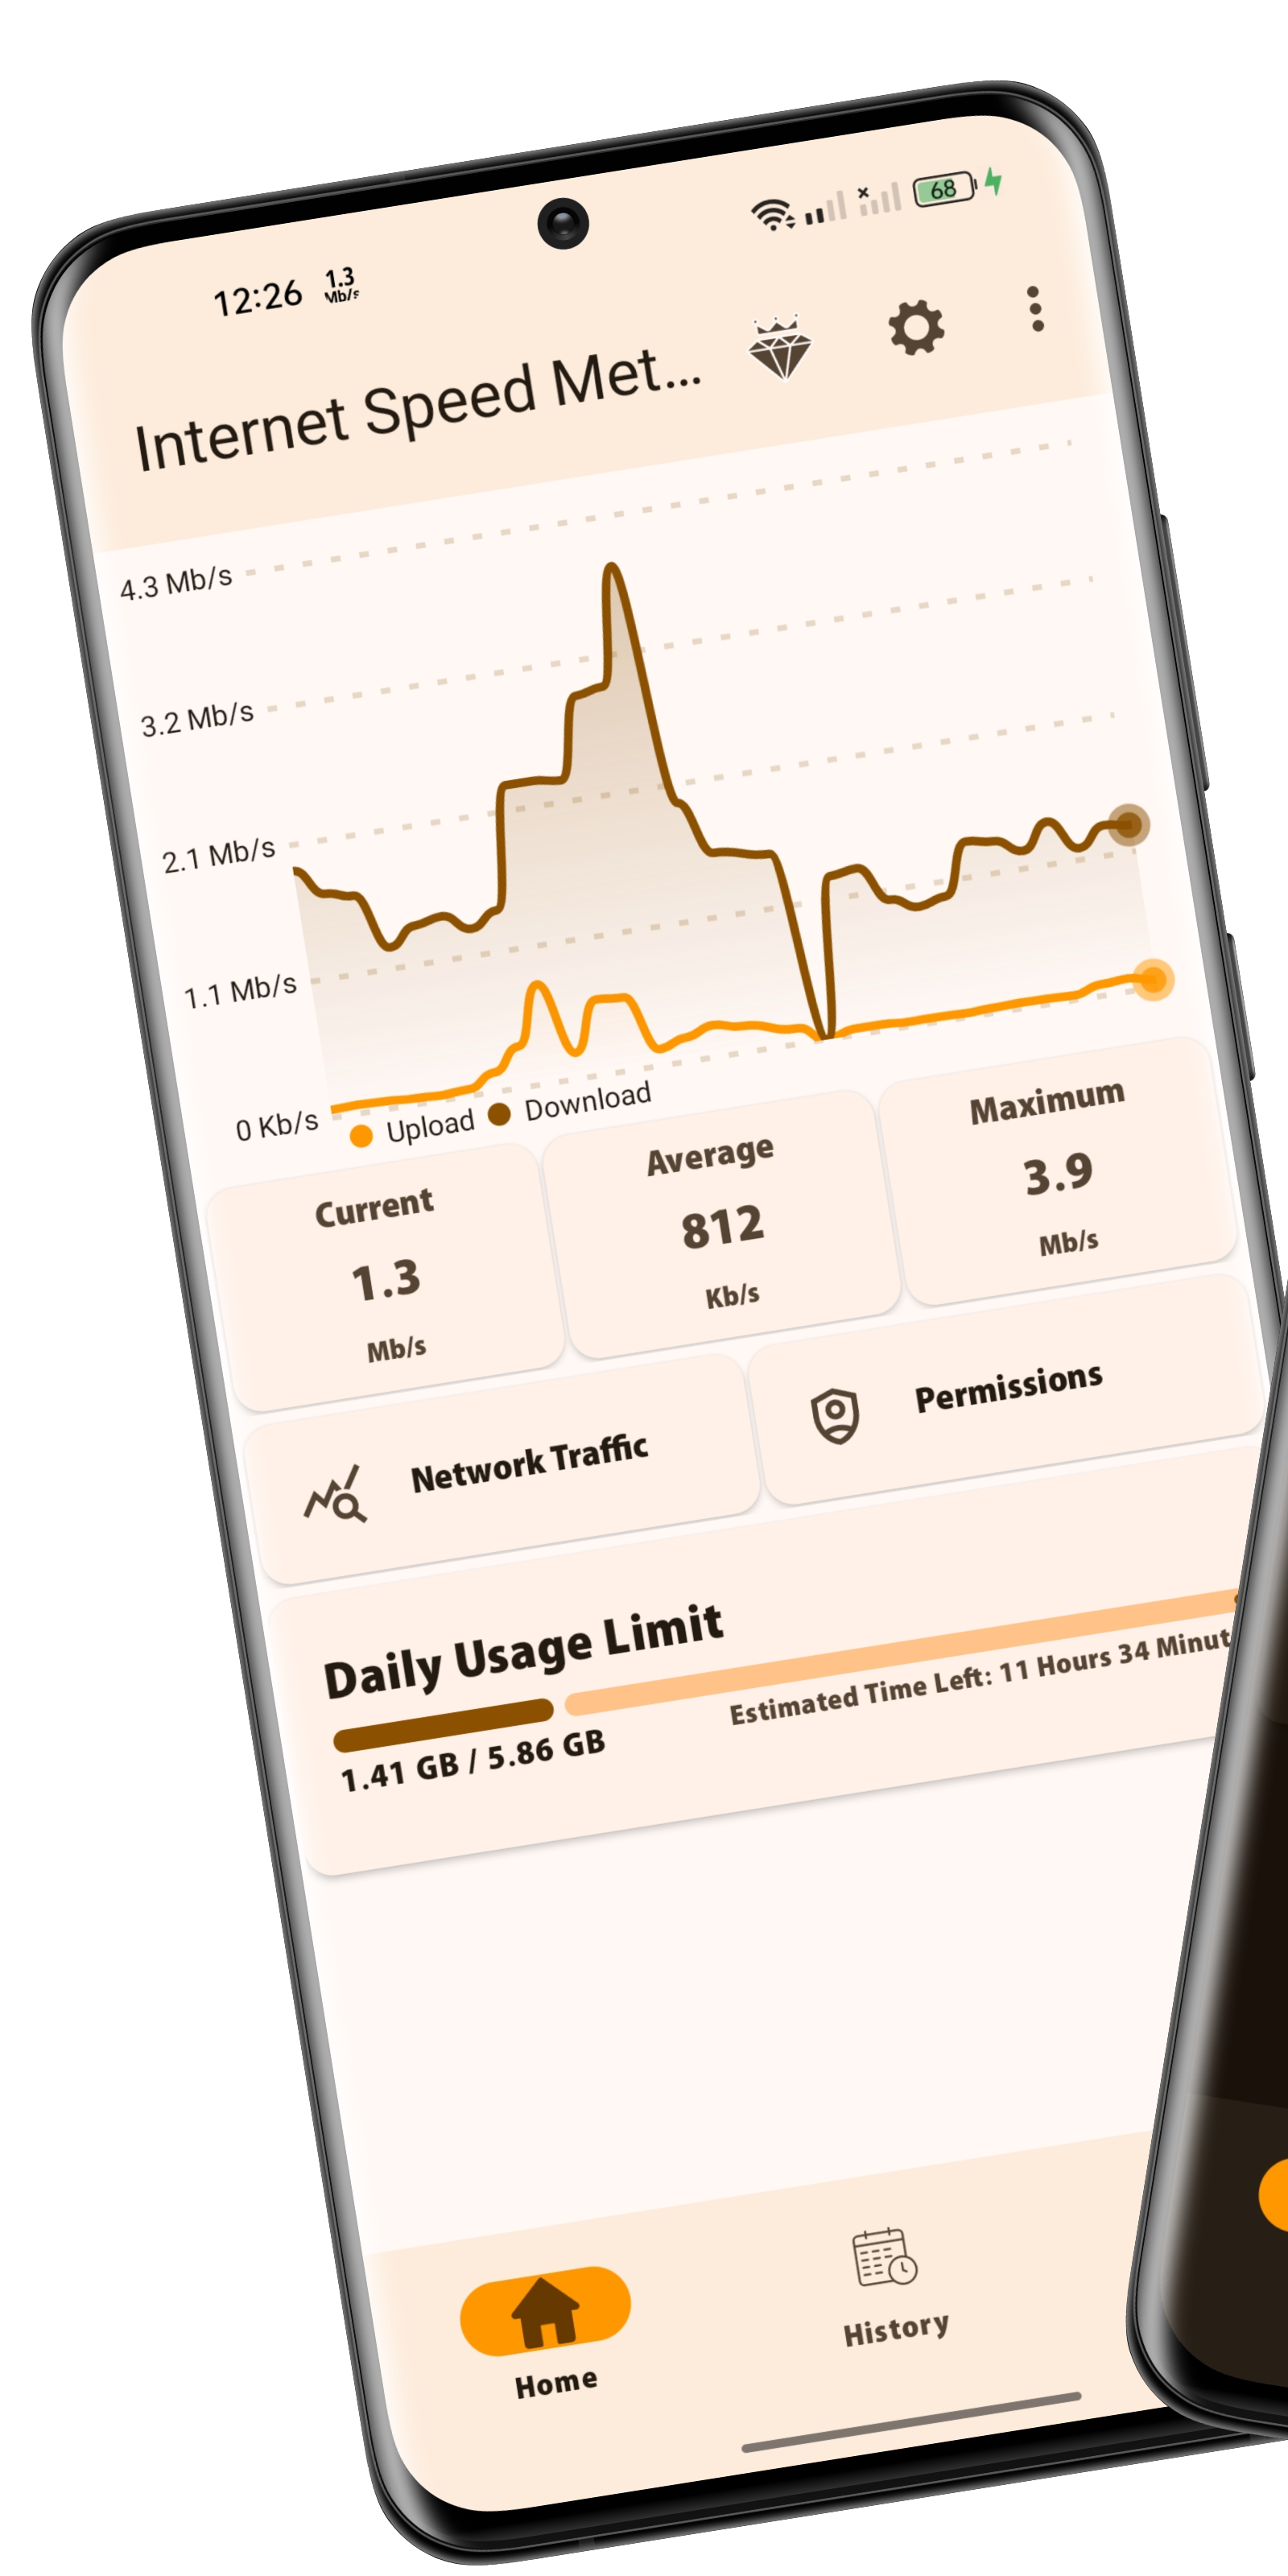 12:26 1.3 Mb/s 68
Internet Speed Met...
4.3 Mb/s
3.2 Mb/s
2.1 Mb/s
1.1 Mb/s
0 Kb/s
Upload Download
Current
1.3
Mb/s
Average
812
Kb/s
Maximum
3.9
Mb/s
Network Traffic
Permissions
Daily Usage Limit
1.41 GB / 5.86 GB
Estimated Time Left: 11 Hours 34 Minut
Home
History